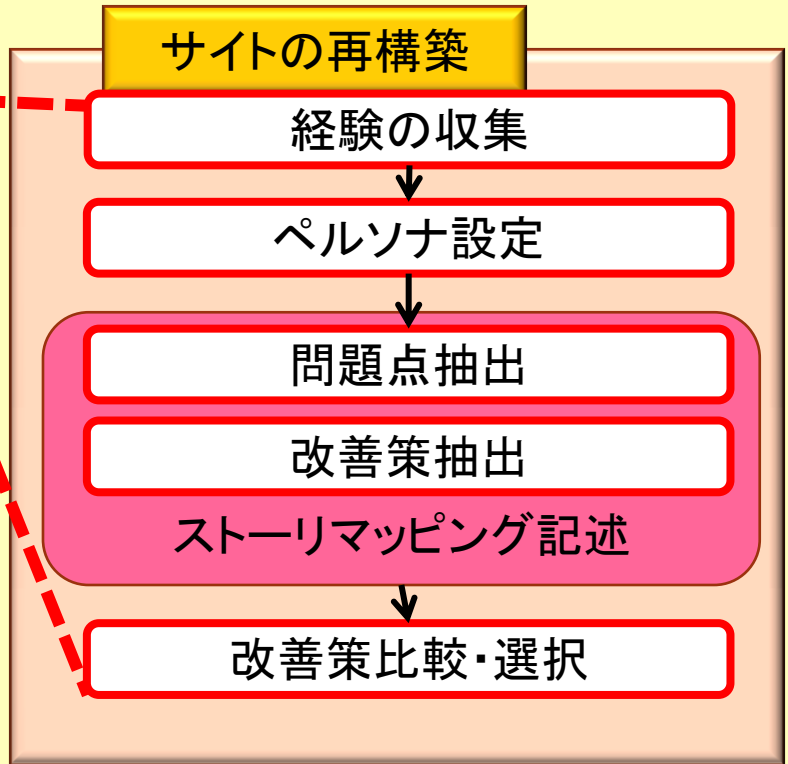 サイトの再構築
経験の収集
ペルソナ設定
問題点抽出
改善策抽出
ストーリマッピング記述
改善策比較・選択